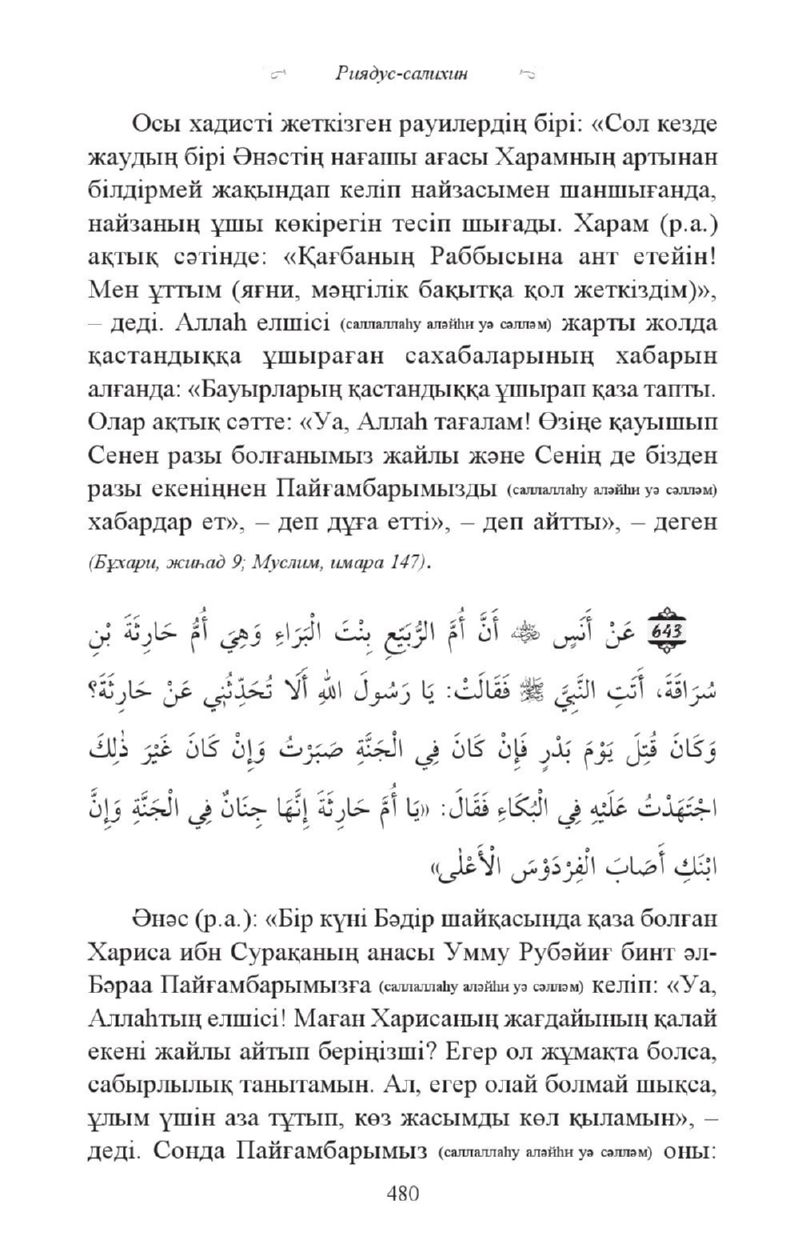 Риядус-салихин
Осы хадисті жеткізген рауилердің бірі: «Сол кезде
жаудың бірі Әнәстің нағашы ағасы Харамның артынан
білдірмей жақындап келіп найзасымен шаншығанда,
найзаның ұшы көкірегін тесіп шығады. Харам (р.а.)
ақтық сәтінде: «Қағбаның Раббысына ант етейін!
Мен ұттым (яғни, мәңгілік бақытқа қол жеткіздім)»,
– деді. Аллаһ елшісі (саллаллаһу аләйһи уә сәлләм) жарты жолда
қастандыққа ұшыраған сахабаларының хабарын
алғанда: «Бауырларың қастандыққа ұшырап қаза тапты.
Олар ақтық сәтте: «Уа, Аллаһ тағалам! Өзіңе қауышып
Сенен разы болғанымыз жайлы және Сенің де бізден
разы екеніңнен Пайғамбарымызды (саллаллаһу аләйһи уә сәлләм)
хабардар ет», – деп дұға етті», – деп айтты», – деген
(Бұхари, жиһад 9; Муслим, имара 147).
643 عَنْ أَنَسٍ ﷺ أَنَّ أُمَّ الرُّبَيِّعِ بِنْتَ الْبَرَاءِ وَهِيَ أُمُّ حَارِثَةَ بْنِ
سُرَاقَةَ، أَتَتِ النَّبِيَّ ﷺ فَقَالَتْ: يَا رَسُولَ اللهِ أَلَا تُحَدِّثُنِي عَنْ حَارِثَةَ؟
وَكَانَ قُتِلَ يَوْمَ بَدْرٍ فَإِنْ كَانَ فِي الْجَنَّةِ صَبَرْتُ وَإِنْ كَانَ غَيْرَ ذٰلِكَ
اجْتَهَدْتُ عَلَيْهِ فِي الْبُكَاءِ فَقَالَ: «يَا أُمَّ حَارِثَةَ إِنَّهَا جِنَانٌ فِي الْجَنَّةِ وَإِنَّ
ابْنَكِ أَصَابَ الْفِرْدَوْسَ الْأَعْلٰى»
Әнәс (р.а.): «Бір күні Бәдір шайқасында қаза болған
Хариса ибн Сурақаның анасы Умму Рубәйиғ бинт әл-
Бәраа Пайғамбарымызға (саллаллаһу аләйһи уә сәлләм) келіп: «Уа,
Аллаһтың елшісі! Маған Харисаның жағдайының қалай
екені жайлы айтып беріңізші? Егер ол жұмақта болса,
сабырлылық танытамын. Ал, егер олай болмай шықса,
ұлым үшін аза тұтып, көз жасымды көл қыламын», –
деді. Сонда Пайғамбарымыз (саллаллаһу аләйһи уә сәлләм) оны:
480